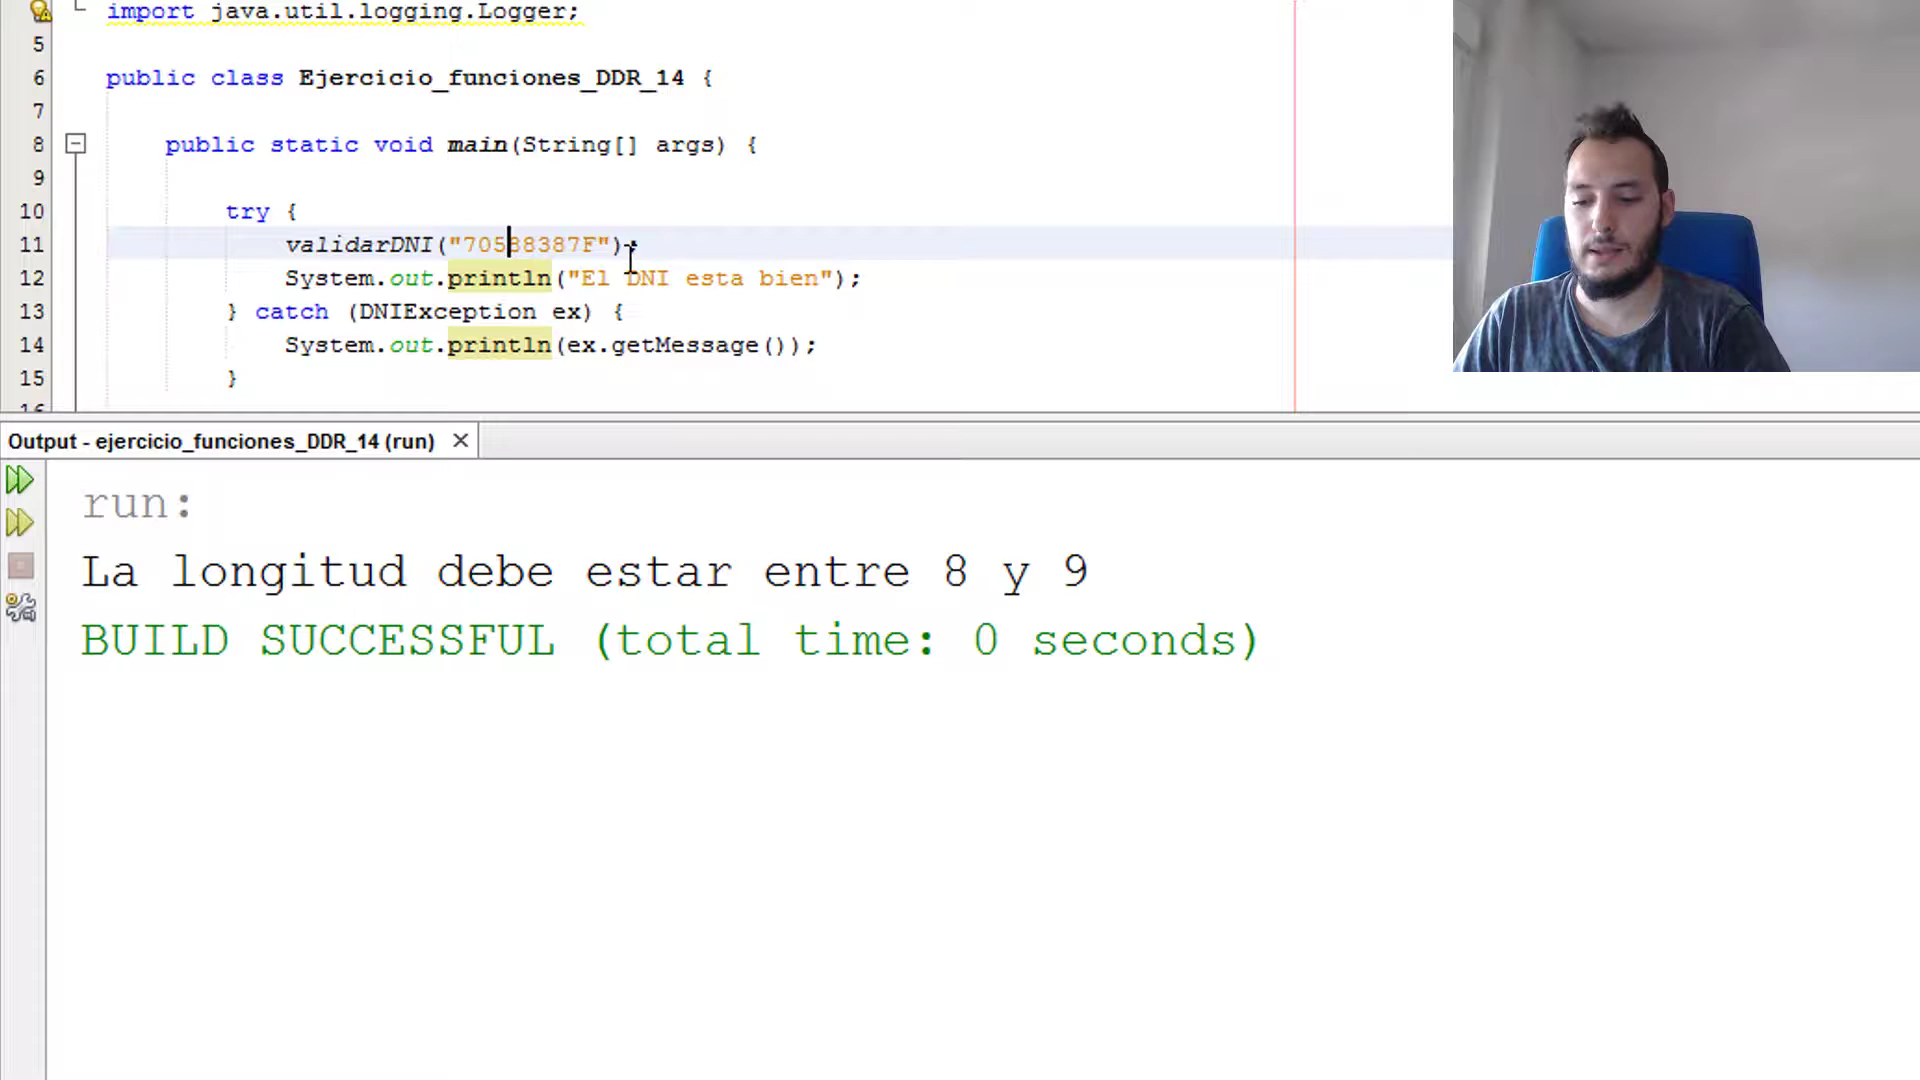 import java.util.logging.Logger;
5
6 public class Ejercicio_funciones_DDR_14 {
7
8 public static void main(String[] args) {
9
10 try {
11 validarDNI("70588387F");
12 System.out.println("El DNI esta bien");
13 } catch (DNIException ex) {
14 System.out.println(ex.getMessage());
15 }
16
Output - ejercicio_funciones_DDR_14 (run)
run:
La longitud debe estar entre 8 y 9
BUILD SUCCESSFUL (total time: 0 seconds)